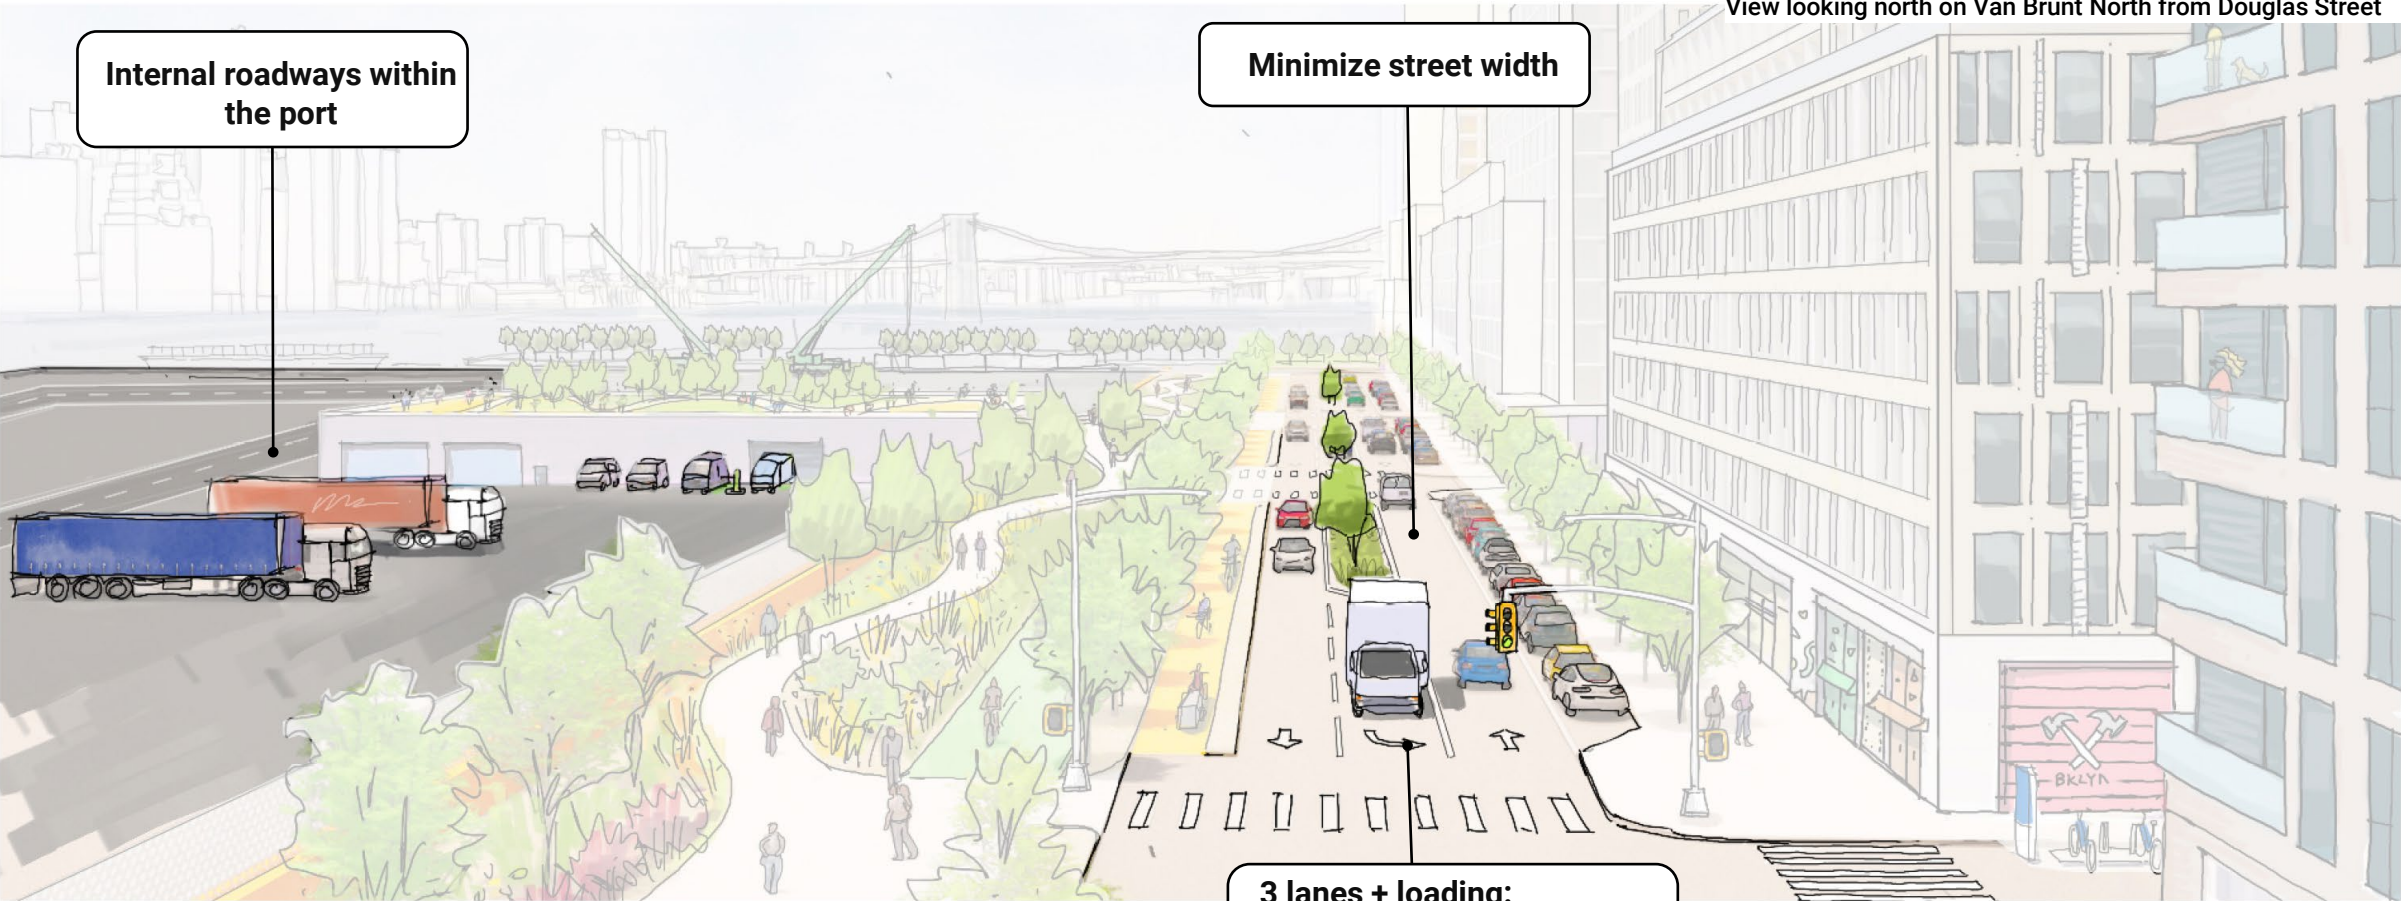 View looking north on Van Brunt North from Douglas Street
Internal roadways within
the port
Minimize street width
BKLYN
3 lanes + loading: